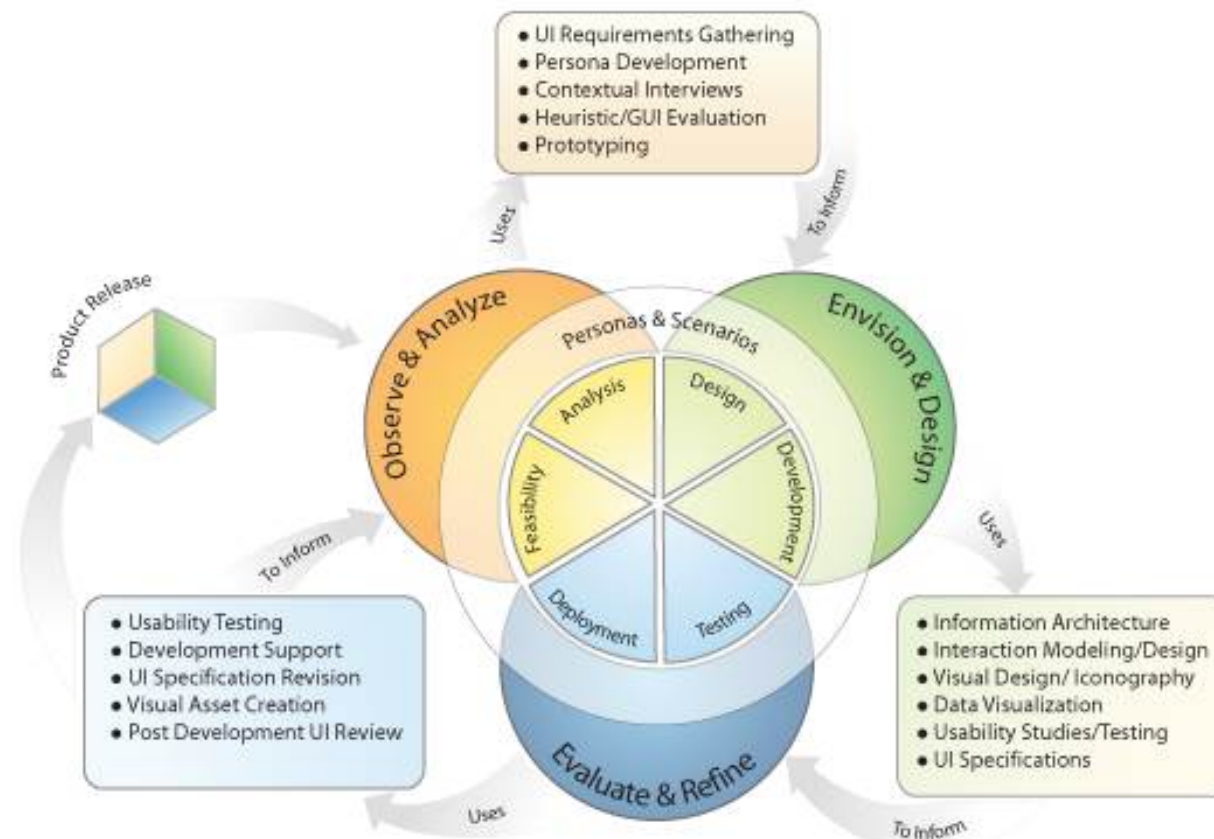 ● UI Requirements Gathering
● Persona Development
● Contextual Interviews
● Heuristic/GUI Evaluation
● Prototyping
Uses
To Inform
Product Release
Observe & Analyze
Personas & Scenarios
Envision & Design
Analysis
Design
Feasibility
Development
Deployment
Testing
Evaluate & Refine
To Inform
Uses
● Usability Testing
● Development Support
● UI Specification Revision
● Visual Asset Creation
● Post Development UI Review
● Information Architecture
● Interaction Modeling/Design
● Visual Design/ Iconography
● Data Visualization
● Usability Studies/Testing
● UI Specifications
Uses
To Inform